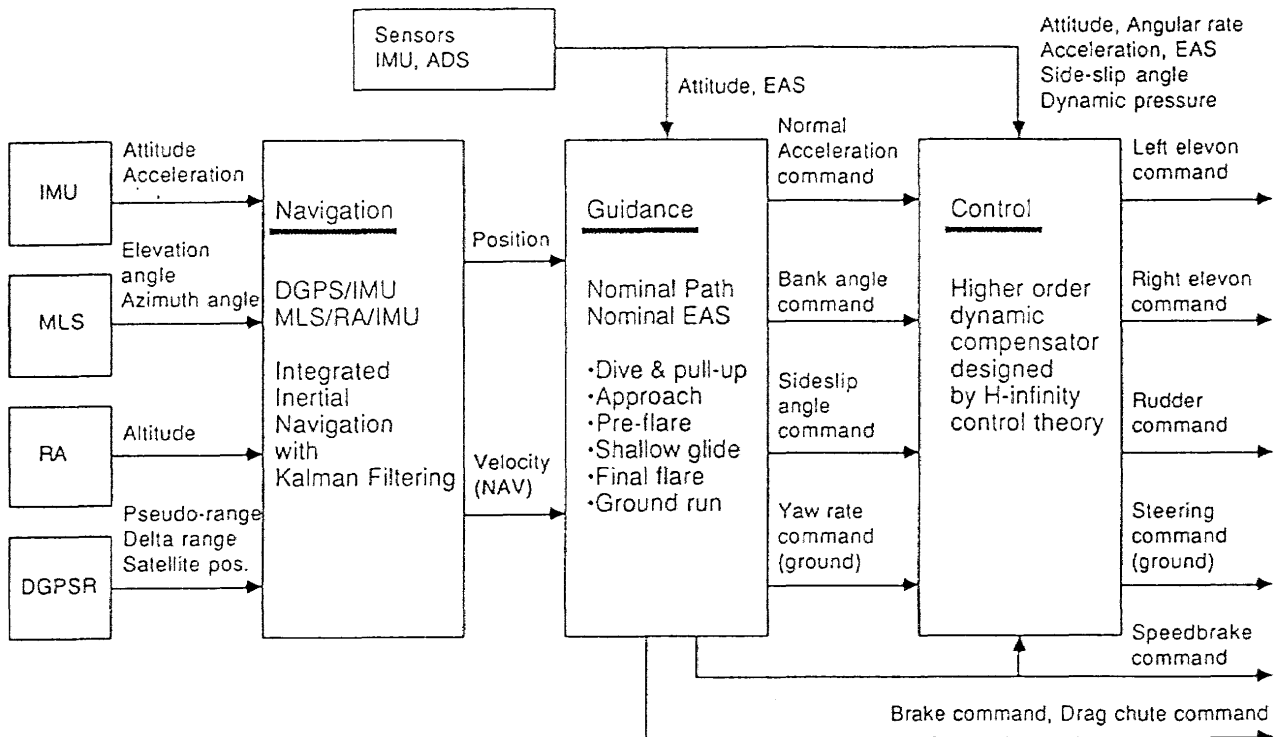 Sensors
IMU, ADS
Attitude, Angular rate
Acceleration, EAS
Side-slip angle
Dynamic pressure
Attitude, EAS
IMU
Attitude
Acceleration
MLS
Elevation
angle
Azimuth angle
RA
Altitude
DGPSR
Pseudo-range
Delta range
Satellite pos.
Navigation
DGPS/IMU
MLS/RA/IMU
Integrated
Inertial
Navigation
with
Kalman Filtering
Position
Velocity
(NAV)
Guidance
Nominal Path
Nominal EAS
•Dive & pull-up
•Approach
•Pre-flare
•Shallow glide
•Final flare
•Ground run
Normal
Acceleration
command
Bank angle
command
Sideslip
angle
command
Yaw rate
command
(ground)
Control
Higher order
dynamic
compensator
designed
by H-infinity
control theory
Left elevon
command
Right elevon
command
Rudder
command
Steering
command
(ground)
Speedbrake
command
Brake command, Drag chute command